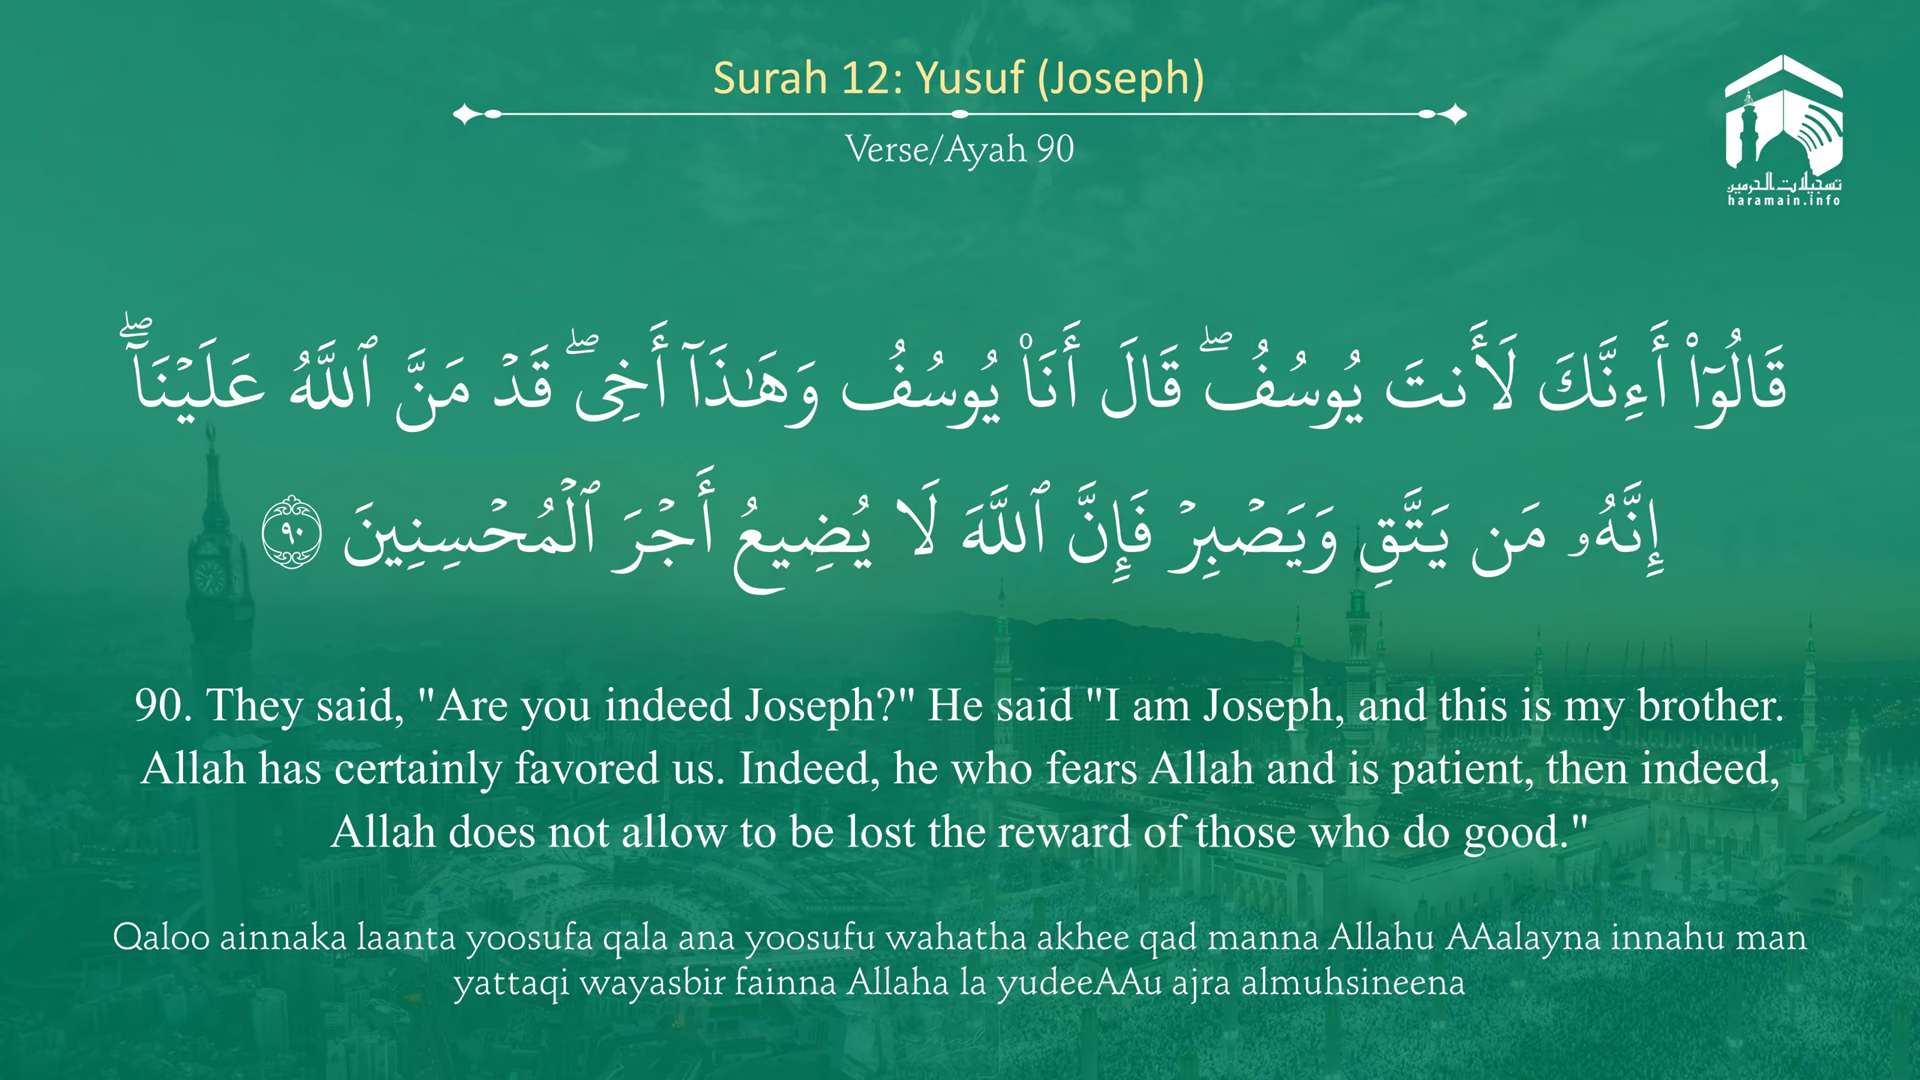 Surah 12: Yusuf (Joseph)
Verse/Ayah 90
تسجيلات الحرمين
haramain.info
قَالُوٓا۟ أَءِنَّكَ لَأَنتَ يُوسُفُ ۖ قَالَ أَنَا۠ يُوسُفُ وَهَـٰذَآ أَخِى ۖ قَدْ مَنَّ ٱللَّهُ عَلَيْنَآ ۖ
إِنَّهُۥ مَن يَتَّقِ وَيَصْبِرْ فَإِنَّ ٱللَّهَ لَا يُضِيعُ أَجْرَ ٱلْمُحْسِنِينَ ٩٠
90. They said, "Are you indeed Joseph?" He said "I am Joseph, and this is my brother.
Allah has certainly favored us. Indeed, he who fears Allah and is patient, then indeed,
Allah does not allow to be lost the reward of those who do good."
Qaloo ainnaka laanta yoosufa qala ana yoosufu wahatha akhee qad manna Allahu AAalayna innahu man
yattaqi wayasbir fainna Allaha la yudeeAAu ajra almuhsineena